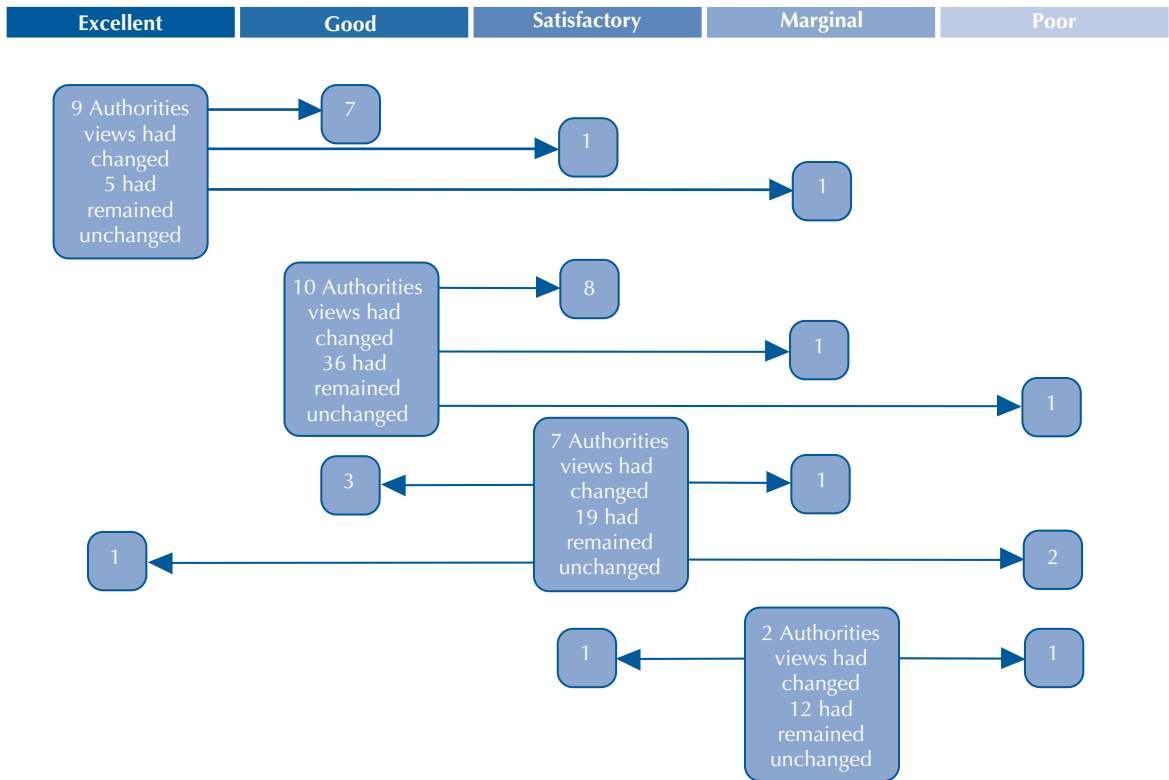 Excellent
Good
Satisfactory
Marginal
Poor
9 Authorities
views had
changed
5 had
remained
unchanged
7
1
1
10 Authorities
views had
changed
36 had
remained
unchanged
8
1
1
7 Authorities
views had
changed
19 had
remained
unchanged
3
1
1
2
2 Authorities
views had
changed
12 had
remained
unchanged
1
1